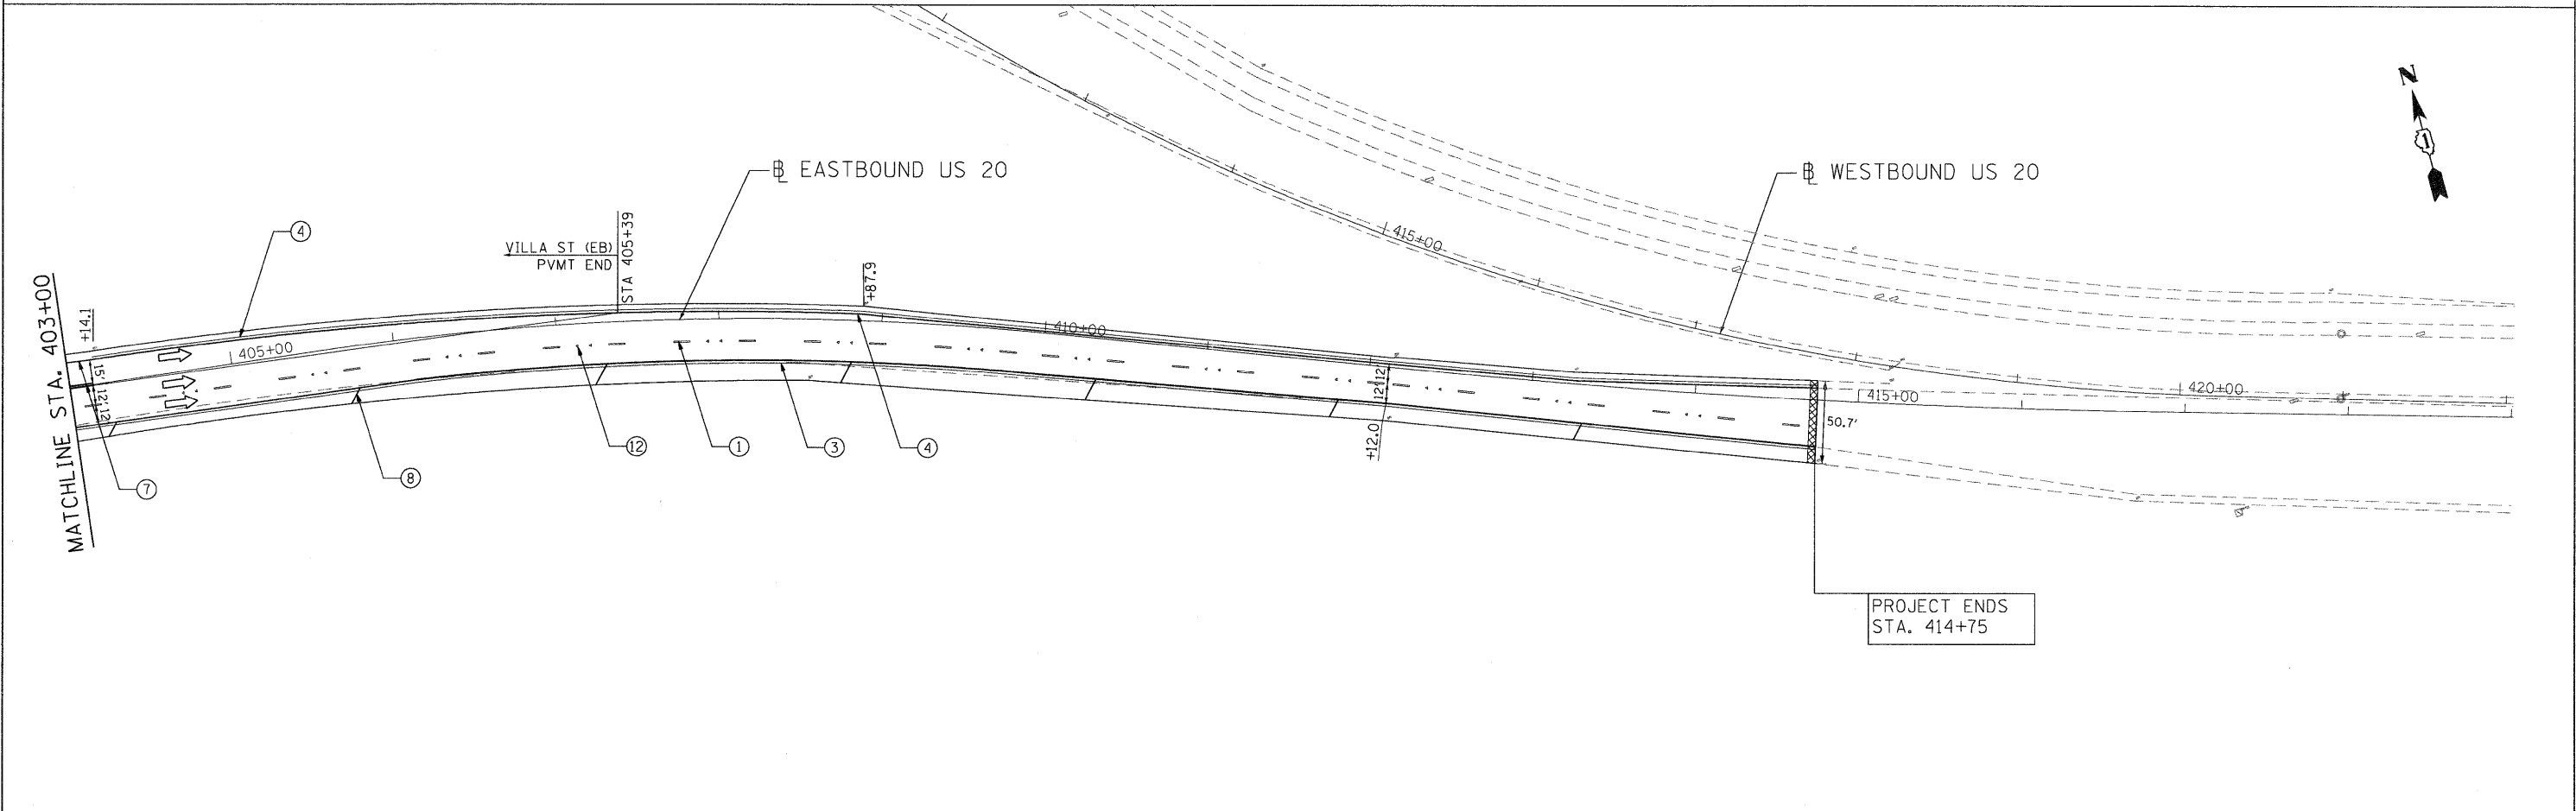 N
1
℄ EASTBOUND US 20
℄ WESTBOUND US 20
4
VILLA ST (EB)
PVMT END
STA 405+39
+87.9
415+00
MATCHLINE STA. 403+00
+14.1
405+00
410+00
15' 12' 12'
12' 12'
+12.0
420+00
415+00
50.7'
7
8
12
1
3
4
PROJECT ENDS
STA. 414+75